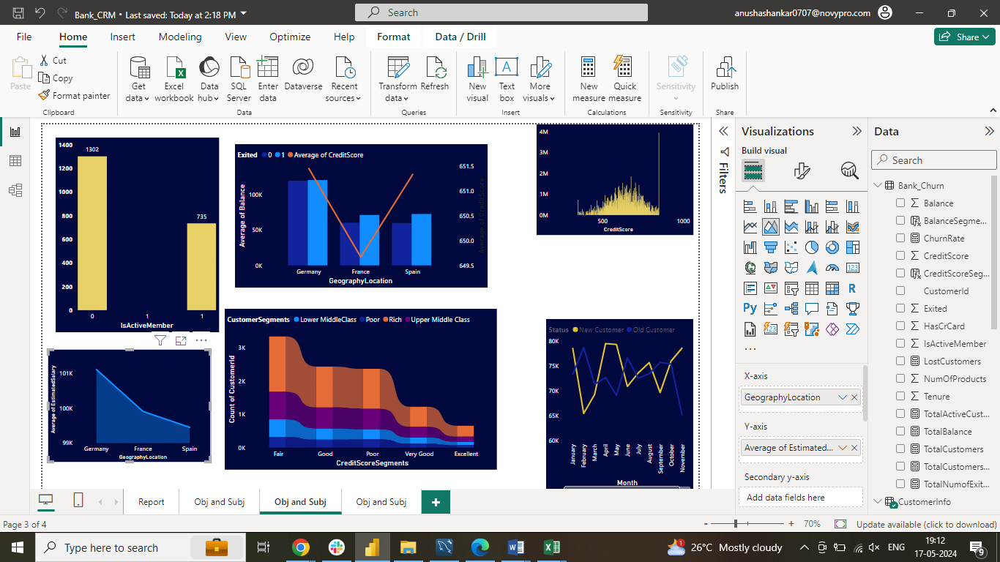 Bank_CRM • Last saved: Today at 2:18 PM
Search
anushashankar0707@novypro.com
File Home Insert Modeling View Optimize Help Format Data / Drill
Share
Paste
Cut
Copy
Format painter
Clipboard
Get data
Excel workbook
Data hub
SQL Server
Enter data
Dataverse
Recent sources
Data
Transform data
Refresh
Queries
New visual
Text box
More visuals
Insert
New measure
Quick measure
Calculations
Sensitivity
Sensitivity
Publish
Share
1400
1200
1000
800
600
400
200
0
1302
735
0 1 1
IsActiveMember
Exited 0 1 Average of CreditScore
Average of Balance
100K
50K
0K
651.5
651.0
650.5
650.0
649.5
Average of CreditScore
Germany France Spain
GeographyLocation
4M
3M
2M
1M
0M
500 1000
CreditScore
Average of EstimatedSalary
101K
100K
99K
Germany France Spain
GeographyLocation
CustomerSegments Lower MiddleClass Poor Rich Upper Middle Class
Count of CustomerId
3K
2K
1K
0K
Fair Good Poor Very Good Excellent
CreditScoreSegments
Status New Customer Old Customer
80K
75K
70K
65K
60K
January
February
March
April
May
June
July
August
September
October
November
Month
Filters
Visualizations
Build visual
R
Py
123
123
...
X-axis
GeographyLocation
Y-axis
Average of Estimated...
Secondary y-axis
Add data fields here
Data
Search
Bank_Churn
Balance
BalanceSegme...
ChurnRate
CreditScore
CreditScoreSeg...
CustomerId
Exited
HasCrCard
IsActiveMember
LostCustomers
NumOfProducts
Tenure
TotalActiveCust...
TotalBalance
TotalCustomers
TotalCustomers...
TotalNumofExit...
CustomerInfo
Report
Obj and Subj
Obj and Subj
Obj and Subj
+
Page 3 of 4
- + 70%
Update available (click to download)
Type here to search
26°C Mostly cloudy
ENG
19:12
17-05-2024
9